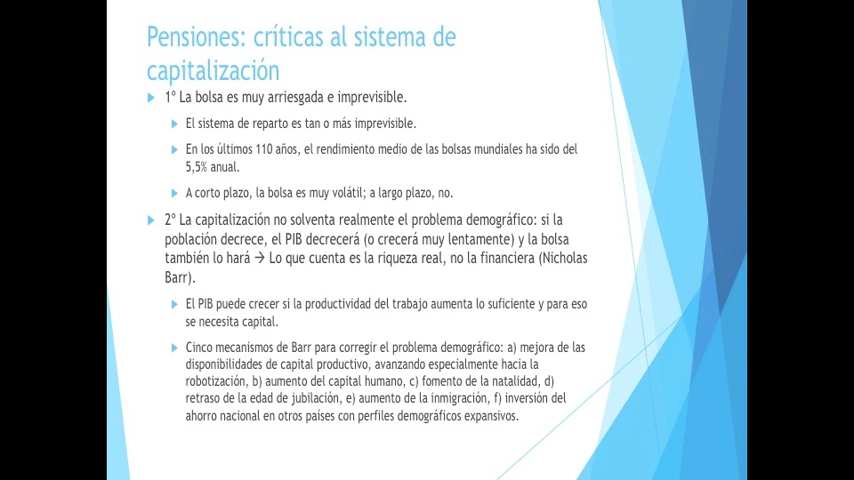 Pensiones: críticas al sistema de
capitalización
1º La bolsa es muy arriesgada e imprevisible.
El sistema de reparto es tan o más imprevisible.
En los últimos 110 años, el rendimiento medio de las bolsas mundiales ha sido del
5,5% anual.
A corto plazo, la bolsa es muy volátil; a largo plazo, no.
2º La capitalización no solventa realmente el problema demográfico: si la
población decrece, el PIB decrecerá (o crecerá muy lentamente) y la bolsa
también lo hará → Lo que cuenta es la riqueza real, no la financiera (Nicholas
Barr).
El PIB puede crecer si la productividad del trabajo aumenta lo suficiente y para eso
se necesita capital.
Cinco mecanismos de Barr para corregir el problema demográfico: a) mejora de las
disponibilidades de capital productivo, avanzando especialmente hacia la
robotización, b) aumento del capital humano, c) fomento de la natalidad, d)
retraso de la edad de jubilación, e) aumento de la inmigración, f) inversión del
ahorro nacional en otros países con perfiles demográficos expansivos.